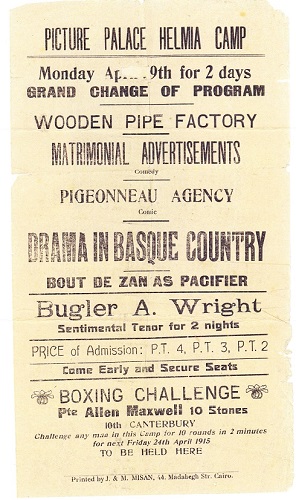 PICTURE PALACE HELMIA CAMP
Monday 9th for 2 days
GRAND CHANGE OF PROGRAM
WOODEN PIPE FACTORY
MATRIMONIAL ADVERTISEMENTS
Comedy
PIGEONNEAU AGENCY
Comic
DRAMA IN BASQUE COUNTRY
BOUT DE ZAN AS PACIFIER
Bugler A. Wright
Sentimental Tenor for 2 nights
PRICE of Admission: P.T. 4, P.T. 3, P.T. 2
Come Early and Secure Seats
BOXING CHALLENGE
Pte Allen Maxwell 10 Stones
10th CANTERBURY
Challenge any man in this Camp for 10 rounds in 2 minutes
for next Friday 24th April 1915
TO BE HELD HERE
Printed by J. & M. MISAN, 44, Madabegh Str. Cairo.